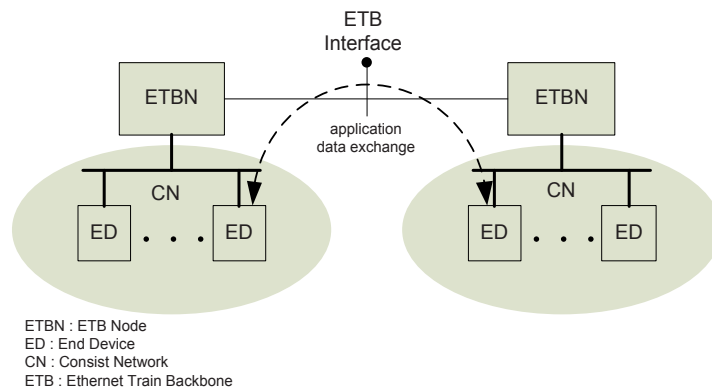 ETB
Interface
ETBN
ETBN
application
data exchange
CN
CN
ED
. . .
ED
ED
. . .
ED
ETBN : ETB Node
ED : End Device
CN : Consist Network
ETB : Ethernet Train Backbone